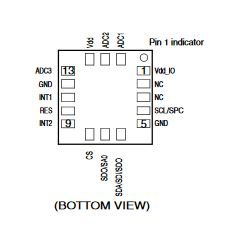 Vdd
ADC2
ADC1
Pin 1 indicator
ADC3
13
1
Vdd_IO
GND
NC
INT1
NC
RES
SCL/SPC
INT2
9
5
GND
CS
SDO/SA0
SDA/SDI/SDO
(BOTTOM VIEW)